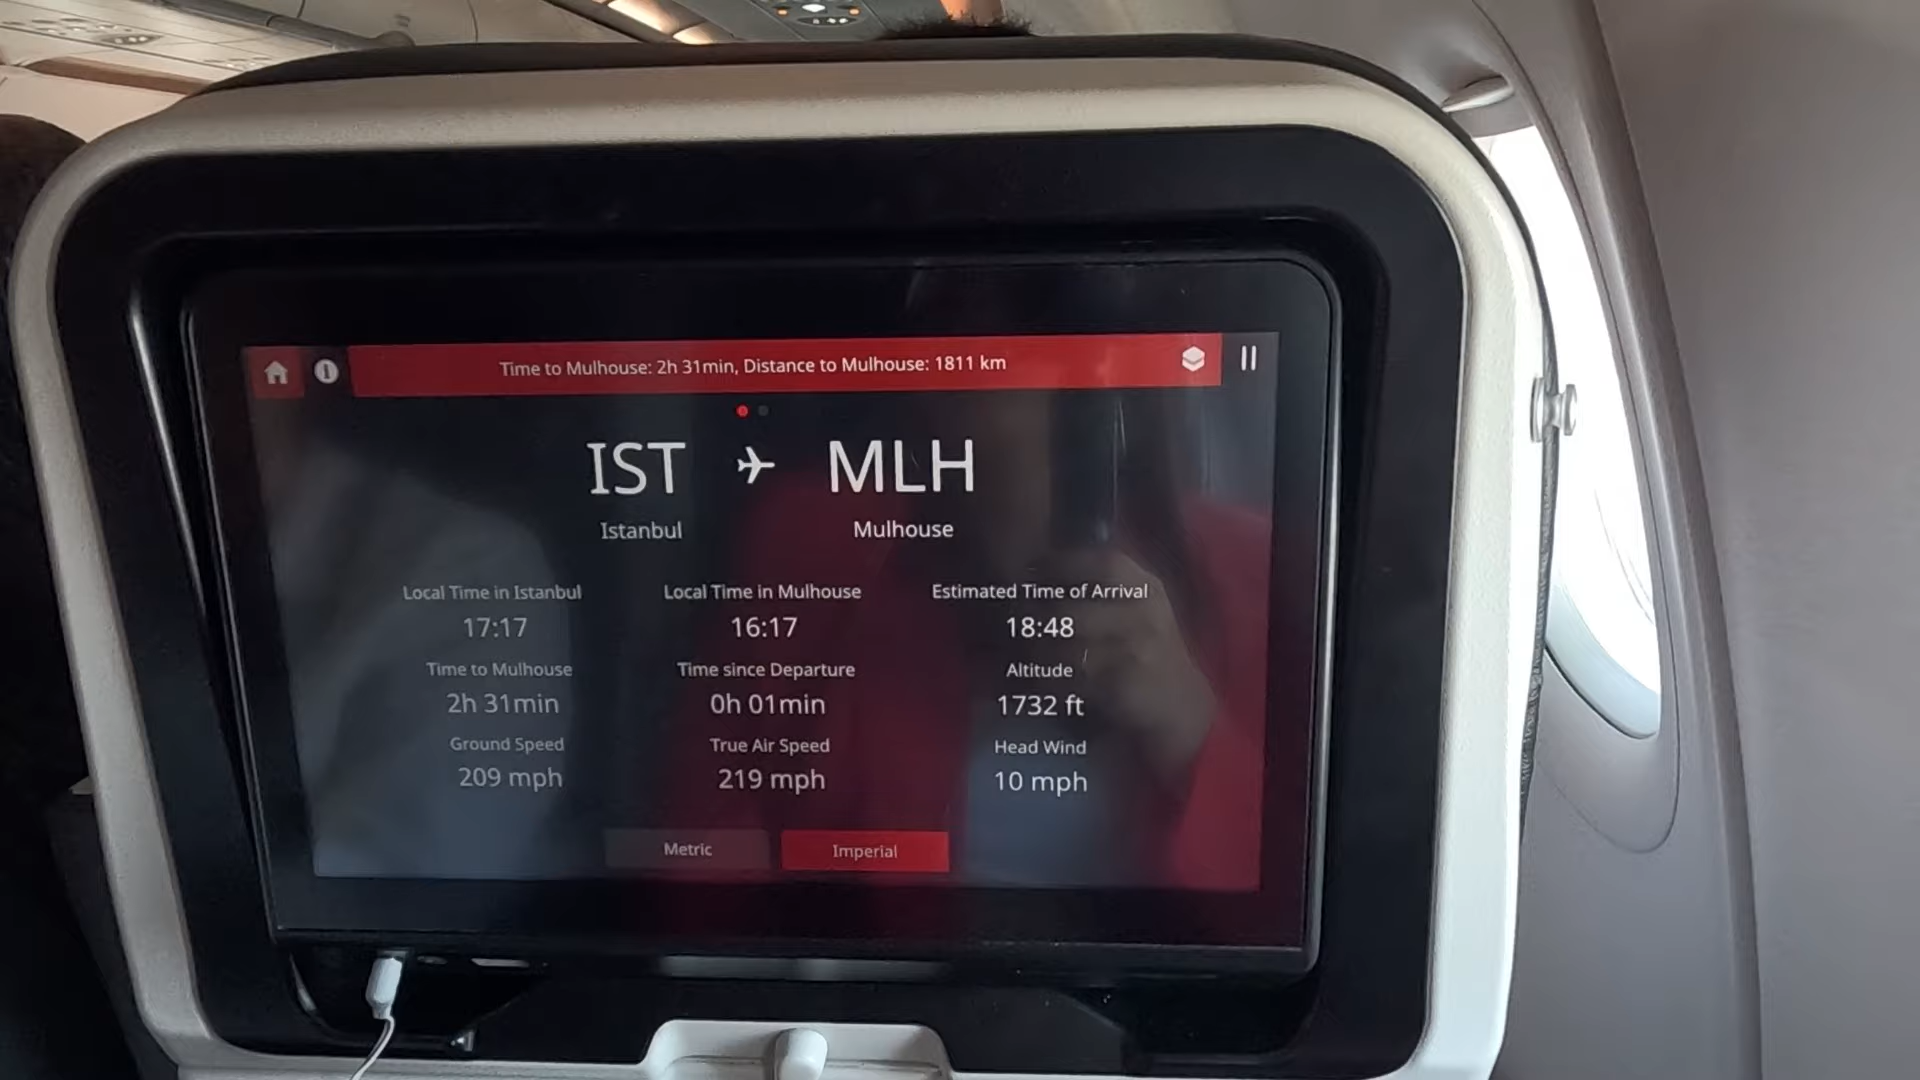 Time to Mulhouse: 2h 31min, Distance to Mulhouse: 1811 km
IST MLH
Istanbul Mulhouse
Local Time in Istanbul Local Time in Mulhouse Estimated Time of Arrival
17:17 16:17 18:48
Time to Mulhouse Time since Departure Altitude
2h 31min 0h 01min 1732 ft
Ground Speed True Air Speed Head Wind
209 mph 219 mph 10 mph
Metric Imperial